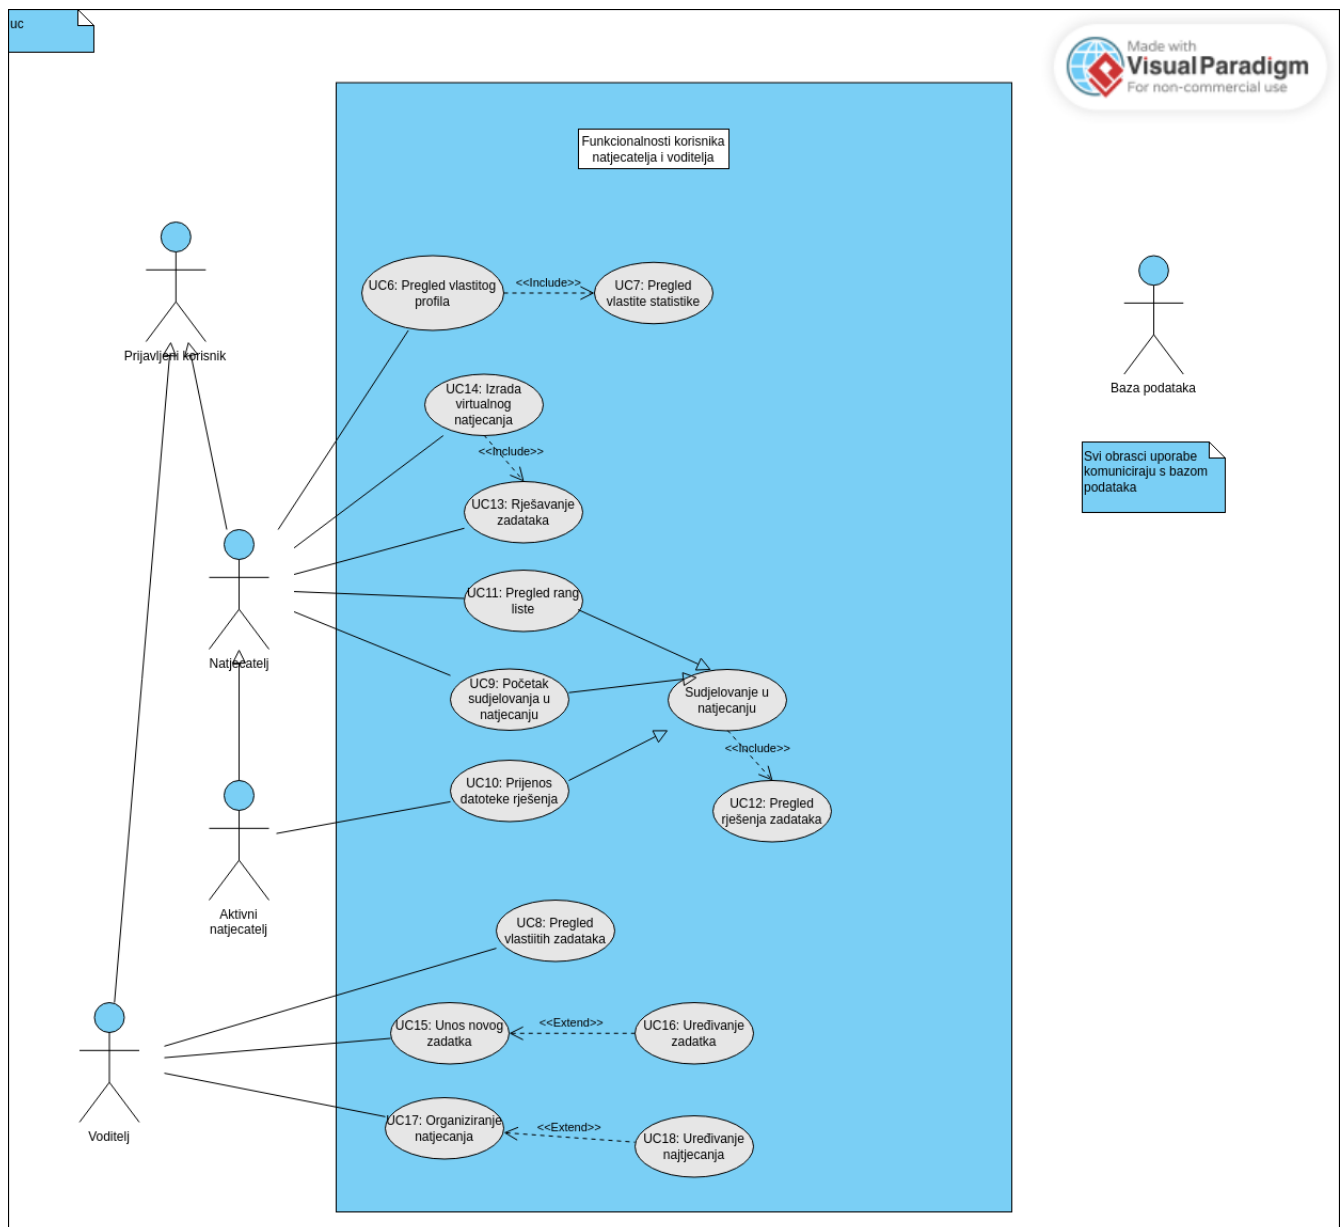 uc
Made with
Visual Paradigm
For non-commercial use
Funkcionalnosti korisnika
natjecatelja i voditelja
UC6: Pregled vlastitog
profila
<<Include>>
UC7: Pregled
vlastite statistike
Prijavljeni korisnik
Baza podataka
UC14: Izrada
virtualnog
natjecanja
<<Include>>
Svi obrasci uporabe
komuniciraju s bazom
podataka
UC13: Rješavanje
zadataka
UC11: Pregled rang
liste
Natjecatelj
UC9: Početak
sudjelovanja u
natjecanju
Sudjelovanje u
natjecanju
<<Include>>
UC10: Prijenos
datoteke rješenja
UC12: Pregled
rješenja zadataka
Aktivni
natjecatelj
UC8: Pregled
vlastiitih zadataka
UC15: Unos novog
zadatka
<<Extend>>
UC16: Uređivanje
zadatka
UC17: Organiziranje
natjecanja
<<Extend>>
UC18: Uređivanje
najtjecanja
Voditelj